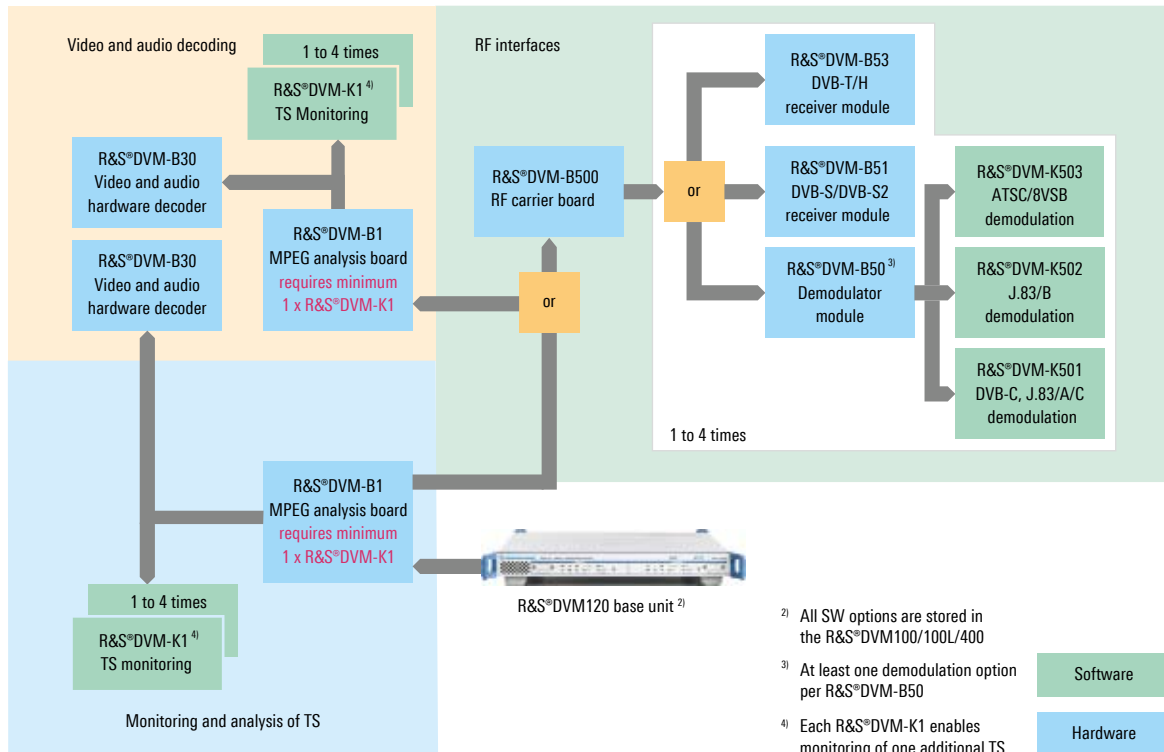 Video and audio decoding
1 to 4 times
R&S®DVM-K1 4)
TS Monitoring
R&S®DVM-B30
Video and audio
hardware decoder
R&S®DVM-B30
Video and audio
hardware decoder
R&S®DVM-B1
MPEG analysis board
requires minimum
1 x R&S®DVM-K1
RF interfaces
R&S®DVM-B500
RF carrier board
or
or
R&S®DVM-B53
DVB-T/H
receiver module
R&S®DVM-B51
DVB-S/DVB-S2
receiver module
R&S®DVM-B50 3)
Demodulator
module
R&S®DVM-K503
ATSC/8VSB
demodulation
R&S®DVM-K502
J.83/B
demodulation
R&S®DVM-K501
DVB-C, J.83/A/C
demodulation
1 to 4 times
R&S®DVM-B1
MPEG analysis board
requires minimum
1 x R&S®DVM-K1
1 to 4 times
R&S®DVM-K1 4)
TS monitoring
Monitoring and analysis of TS
R&S®DVM120 base unit 2)
2) All SW options are stored in
the R&S®DVM100/100L/400
3) At least one demodulation option
per R&S®DVM-B50
4) Each R&S®DVM-K1 enables
monitoring of one additional TS
Software
Hardware